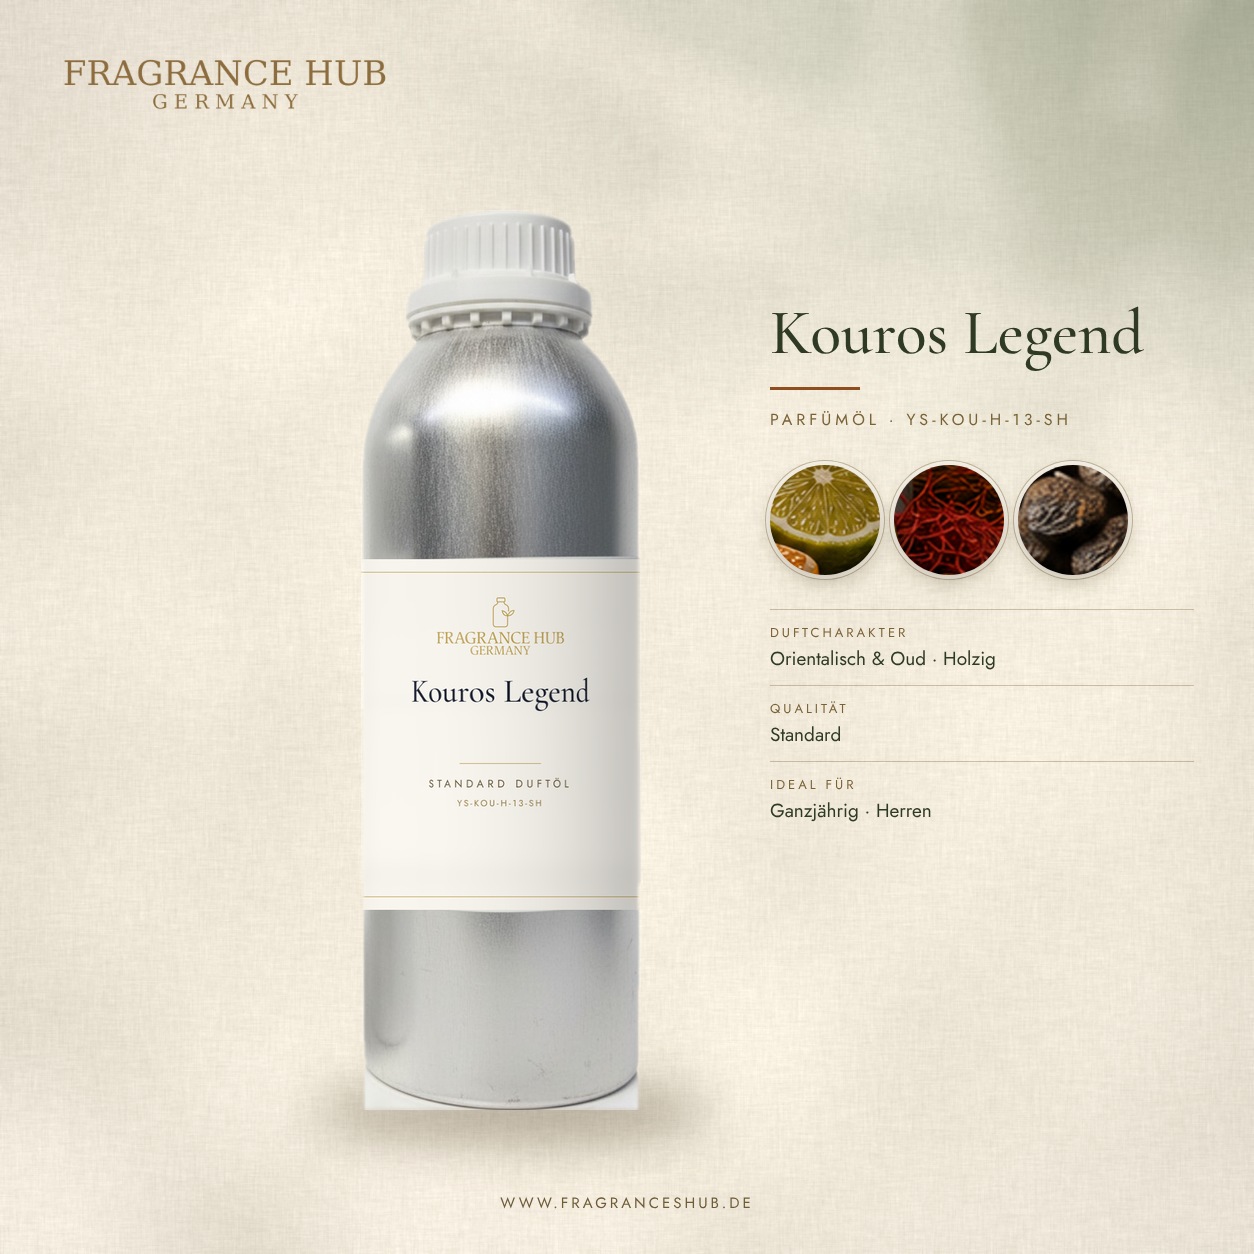 FRAGRANCE HUB
GERMANY
Kouros Legend
PARFÜMÖL · YS-KOU-H-13-SH
DUFTCHARAKTER
Orientalisch & Oud · Holzig
QUALITÄT
Standard
IDEAL FÜR
Ganzjährig · Herren
FRAGRANCE HUB
GERMANY
Kouros Legend
STANDARD DUFTÖL
YS-KOU-H-13-SH
WWW.FRAGRANCESHUB.DE